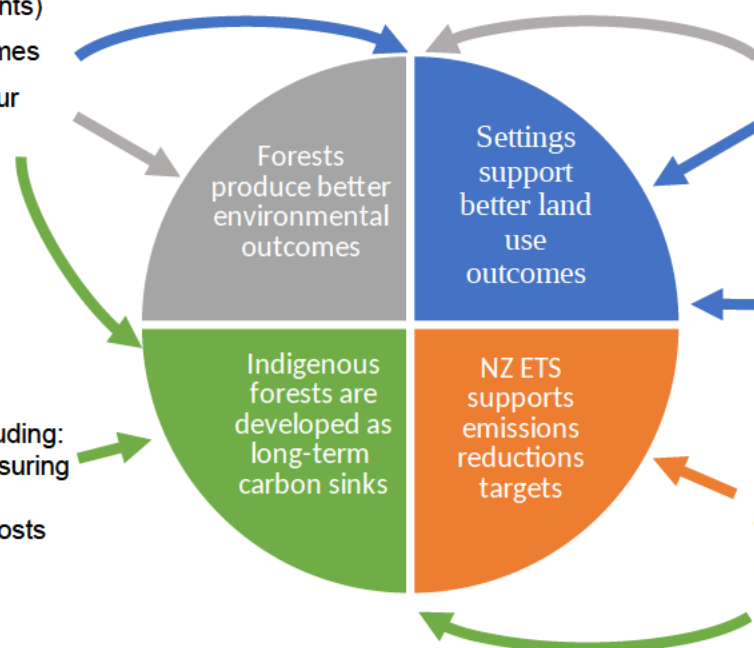 nts)
mes
ur
Forests
produce better
environmental
outcomes
Settings
support
better land
use
outcomes
Indigenous
forests are
developed as
long-term
carbon sinks
NZ ETS
supports
emissions
reductions
targets
uding:
suring
osts